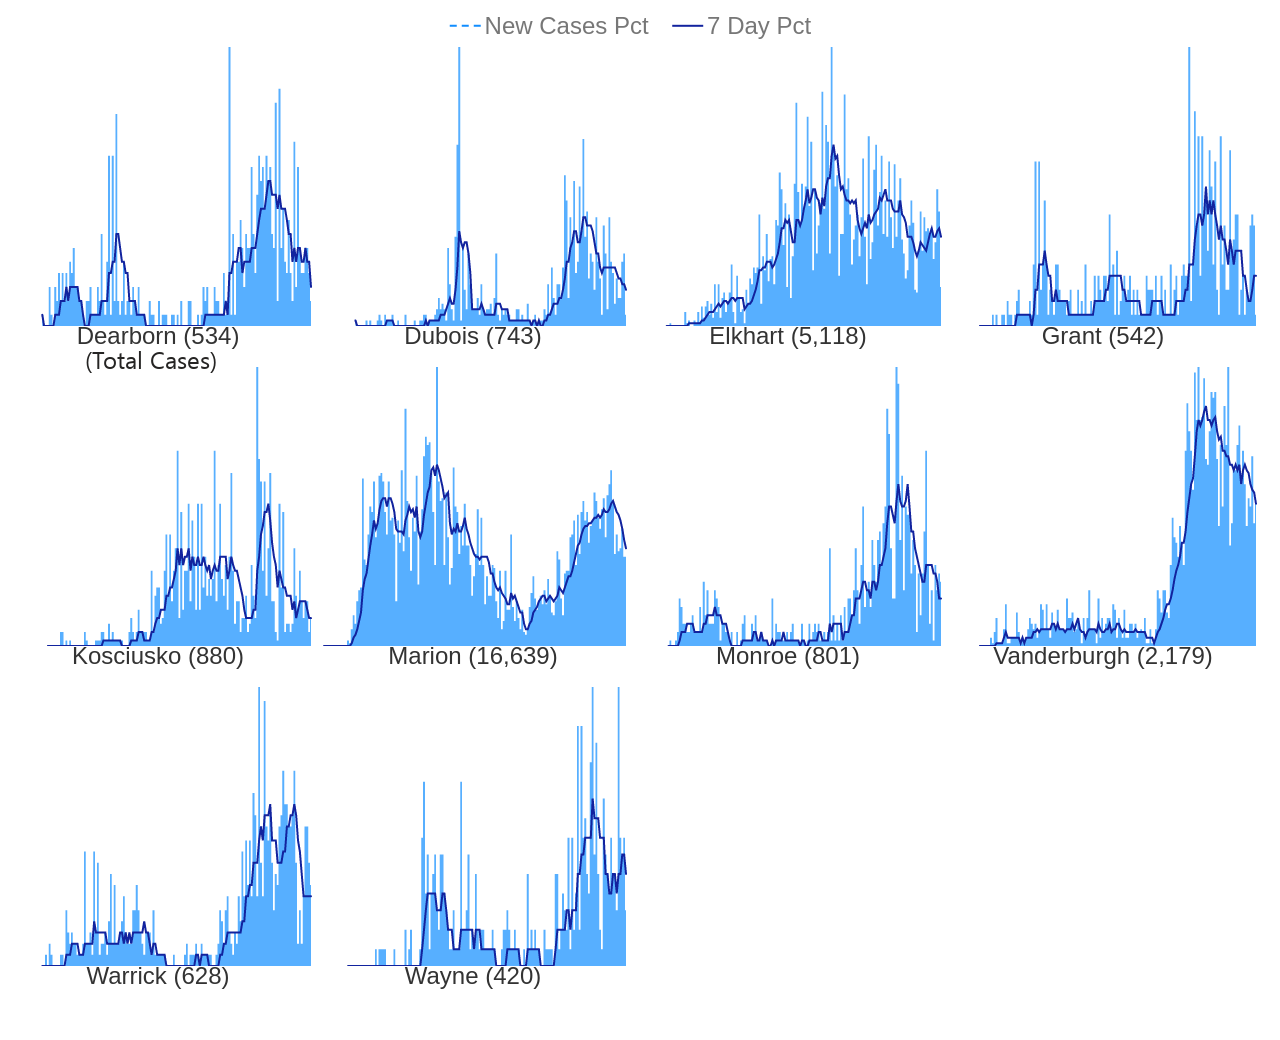 New Cases Pct 7 Day Pct
Dearborn (534) Dubois (743) Elkhart (5,118) Grant (542)
(Total Cases)
Kosciusko (880) Marion (16,639) Monroe (801) Vanderburgh (2,179)
Warrick (628) Wayne (420)